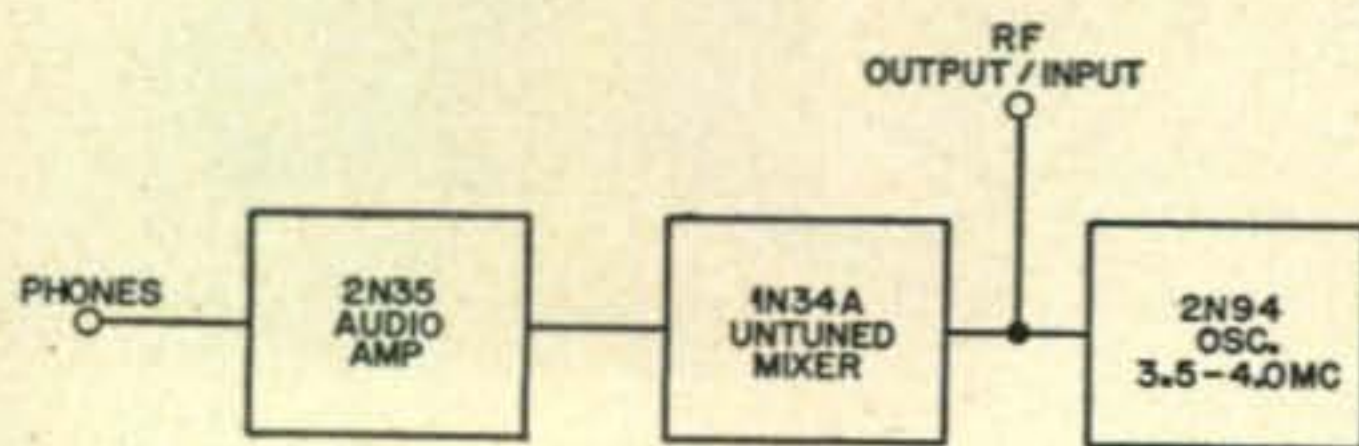 RF
OUTPUT / INPUT
PHONES
2N35
AUDIO
AMP
1N34A
UNTUNED
MIXER
2N94
OSC.
3.5-4.0MC